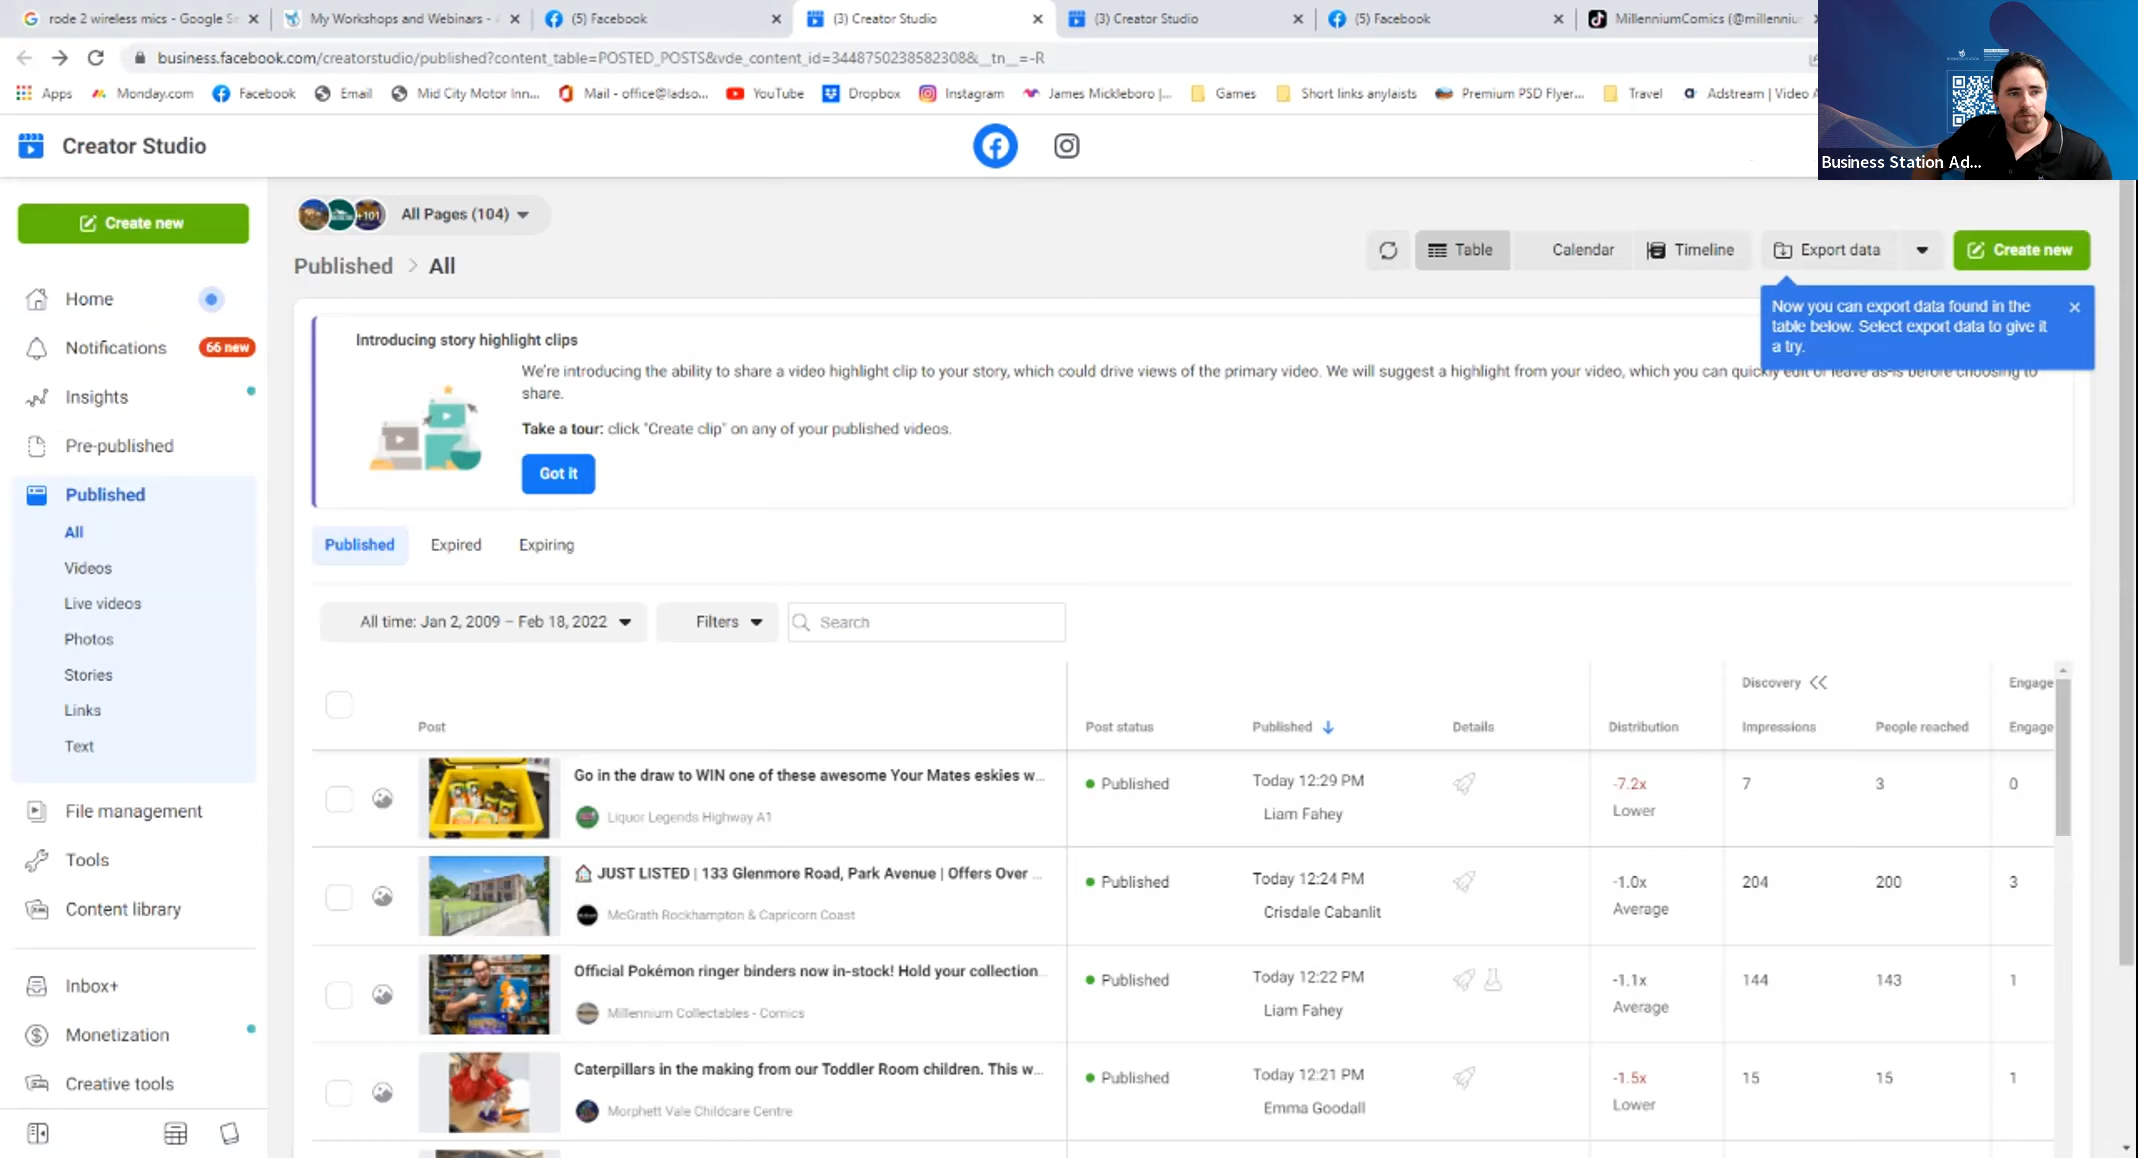 rode 2 wireless mics - Google Se
My Workshops and Webinars -
(5) Facebook
(3) Creator Studio
(3) Creator Studio
(5) Facebook
MillenniumComics (@millenniu
business.facebook.com/creatorstudio/published?content_table=POSTED_POSTS&vde_content_id=3448750238582308&__tn__=-R
Apps
Monday.com
Facebook
Email
Mid City Motor Inn...
Mail - office@ladso...
YouTube
Dropbox
Instagram
James Mickleboro |...
Games
Short links anylaists
Premium PSD Flyer...
Travel
Adstream | Video A
Business Station Ad...
Creator Studio
Create new
Home
Notifications
66 new
Insights
Pre-published
Published
All
Videos
Live videos
Photos
Stories
Links
Text
File management
Tools
Content library
Inbox+
Monetization
Creative tools
+101
All Pages (104)
Published > All
Table
Calendar
Timeline
Export data
Create new
Now you can export data found in the
table below. Select export data to give it
a try.
Introducing story highlight clips
We're introducing the ability to share a video highlight clip to your story, which could drive views of the primary video. We will suggest a highlight from your video, which you can quickly edit or leave as-is before choosing to
share.
Take a tour: click "Create clip" on any of your published videos.
Got it
Published
Expired
Expiring
All time: Jan 2, 2009 – Feb 18, 2022
Filters
Search
Discovery
Engage
Post
Post status
Published
Details
Distribution
Impressions
People reached
Engage
Go in the draw to WIN one of these awesome Your Mates eskies w...
Liquor Legends Highway A1
Published
Today 12:29 PM
Liam Fahey
-7.2x
Lower
7
3
0
JUST LISTED | 133 Glenmore Road, Park Avenue | Offers Over ...
McGrath Rockhampton & Capricorn Coast
Published
Today 12:24 PM
Crisdale Cabanlit
-1.0x
Average
204
200
3
Official Pokémon ringer binders now in-stock! Hold your collection
Millennium Collectables - Comics
Published
Today 12:22 PM
Liam Fahey
-1.1x
Average
144
143
1
Caterpillars in the making from our Toddler Room children. This w...
Morphett Vale Childcare Centre
Published
Today 12:21 PM
Emma Goodall
-1.5x
Lower
15
15
1